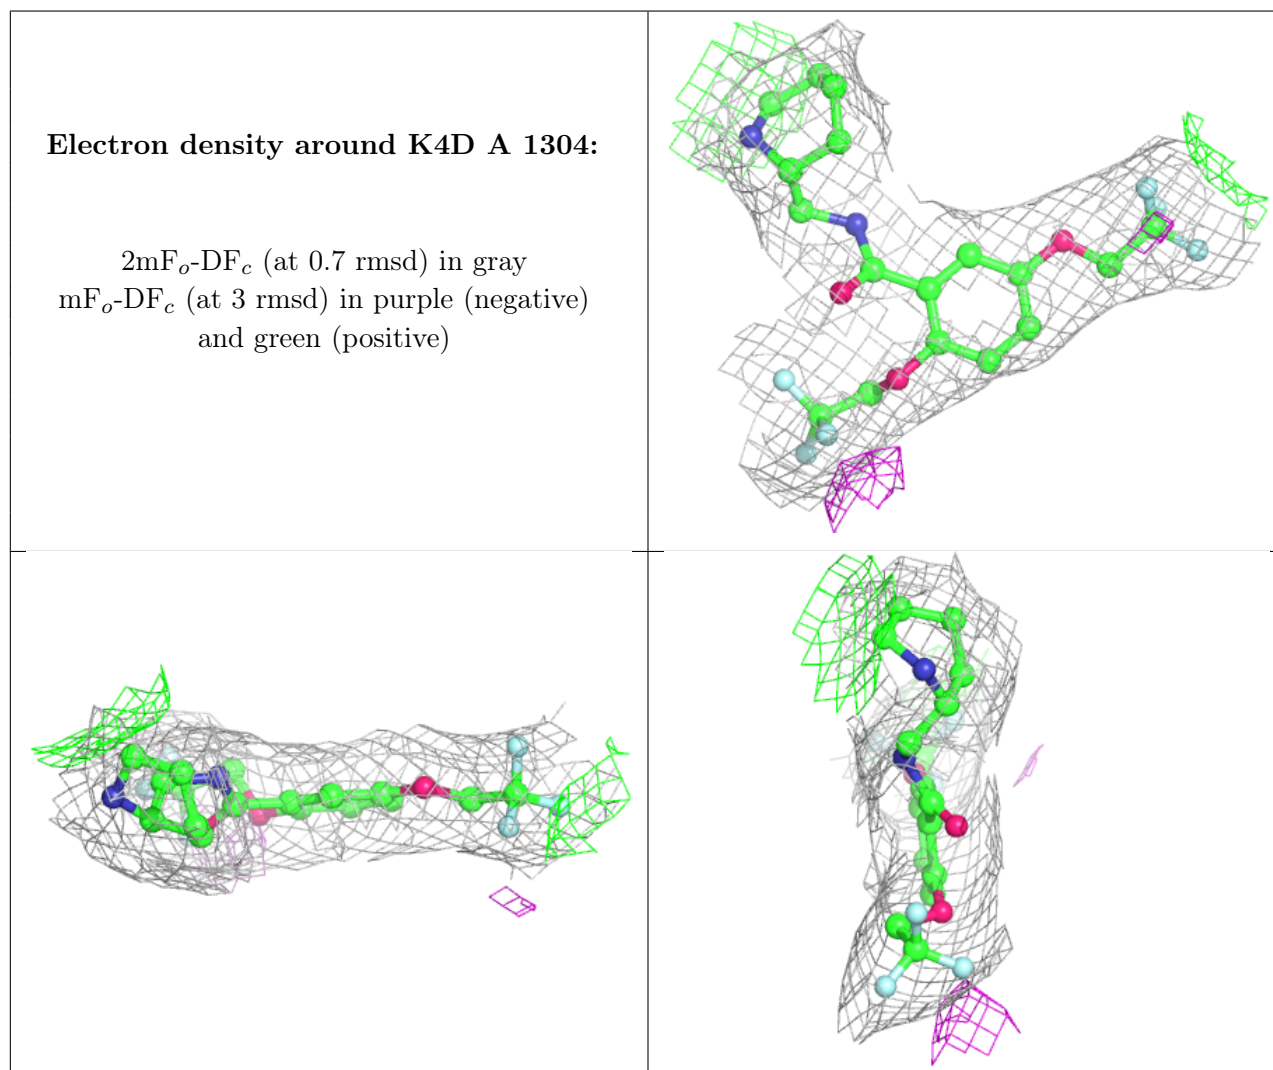 Electron density around K4D A 1304:
2mFo-DFc (at 0.7 rmsd) in gray
mFo-DFc (at 3 rmsd) in purple (negative)
and green (positive)